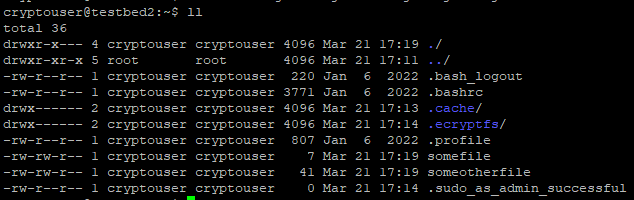 cryptouser@testbed2:~$ ll
total 36
drwxr-x--- 4 cryptouser cryptouser 4096 Mar 21 17:19 ./
drwxr-xr-x 5 root       root       4096 Mar 21 17:11 ../
-rw-r--r-- 1 cryptouser cryptouser  220 Jan  6  2022 .bash_logout
-rw-r--r-- 1 cryptouser cryptouser 3771 Jan  6  2022 .bashrc
drwx------ 2 cryptouser cryptouser 4096 Mar 21 17:13 .cache/
drwx------ 2 cryptouser cryptouser 4096 Mar 21 17:14 .ecryptfs/
-rw-r--r-- 1 cryptouser cryptouser  807 Jan  6  2022 .profile
-rw-rw-r-- 1 cryptouser cryptouser    7 Mar 21 17:19 somefile
-rw-rw-r-- 1 cryptouser cryptouser   41 Mar 21 17:19 someotherfile
-rw-r--r-- 1 cryptouser cryptouser    0 Mar 21 17:14 .sudo_as_admin_successful